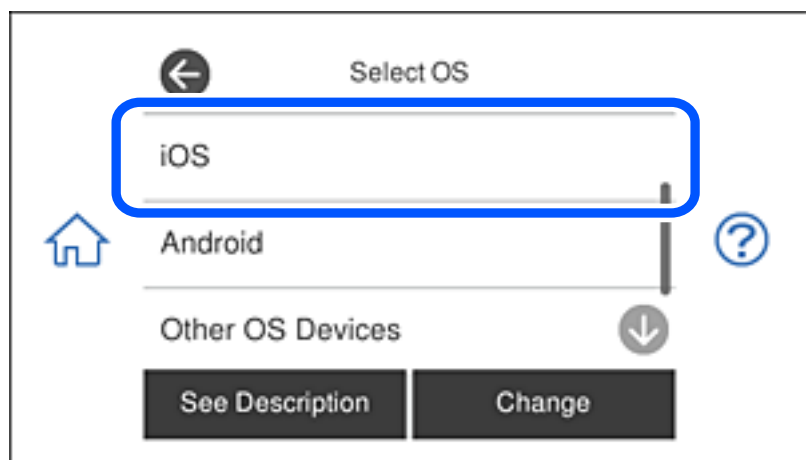 Select OS
iOS
Android
Other OS Devices
See Description
Change